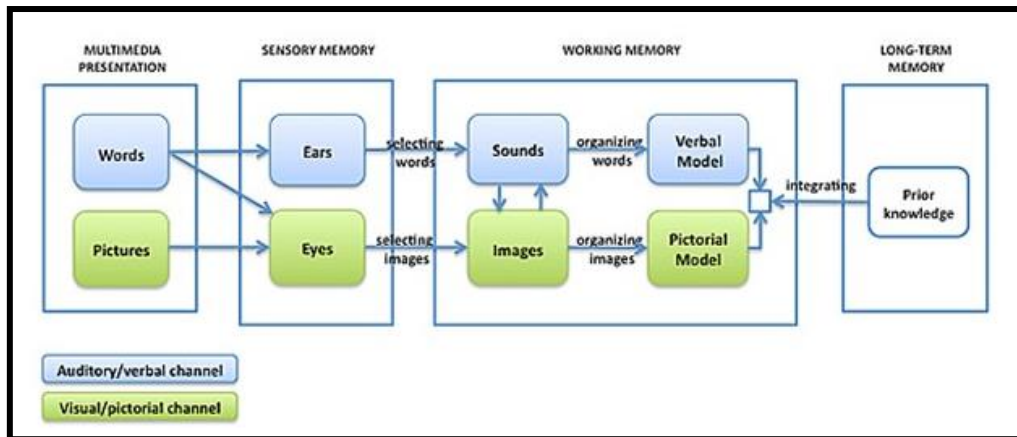 MULTIMEDIA
PRESENTATION
SENSORY MEMORY
WORKING MEMORY
LONG-TERM
MEMORY
Words
Ears
selecting
words
Sounds
organizing
words
Verbal
Model
integrating
Prior
knowledge
Pictures
Eyes
selecting
images
Images
organizing
images
Pictorial
Model
Auditory/verbal channel
Visual/pictorial channel